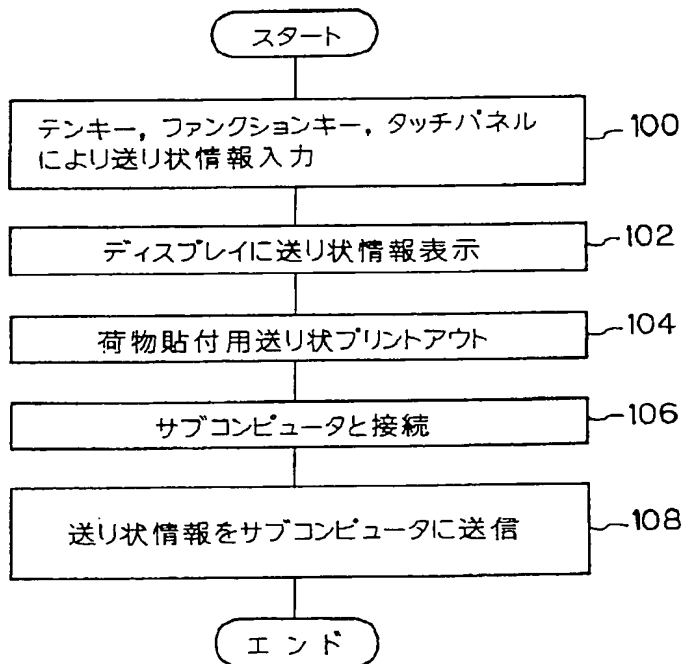 スタート
テンキー，ファンクションキー，タッチパネル
により送り状情報入力
100
ディスプレイに送り状情報表示
102
荷物貼付用送り状プリントアウト
104
サブコンピュータと接続
106
送り状情報をサブコンピュータに送信
108
エンド